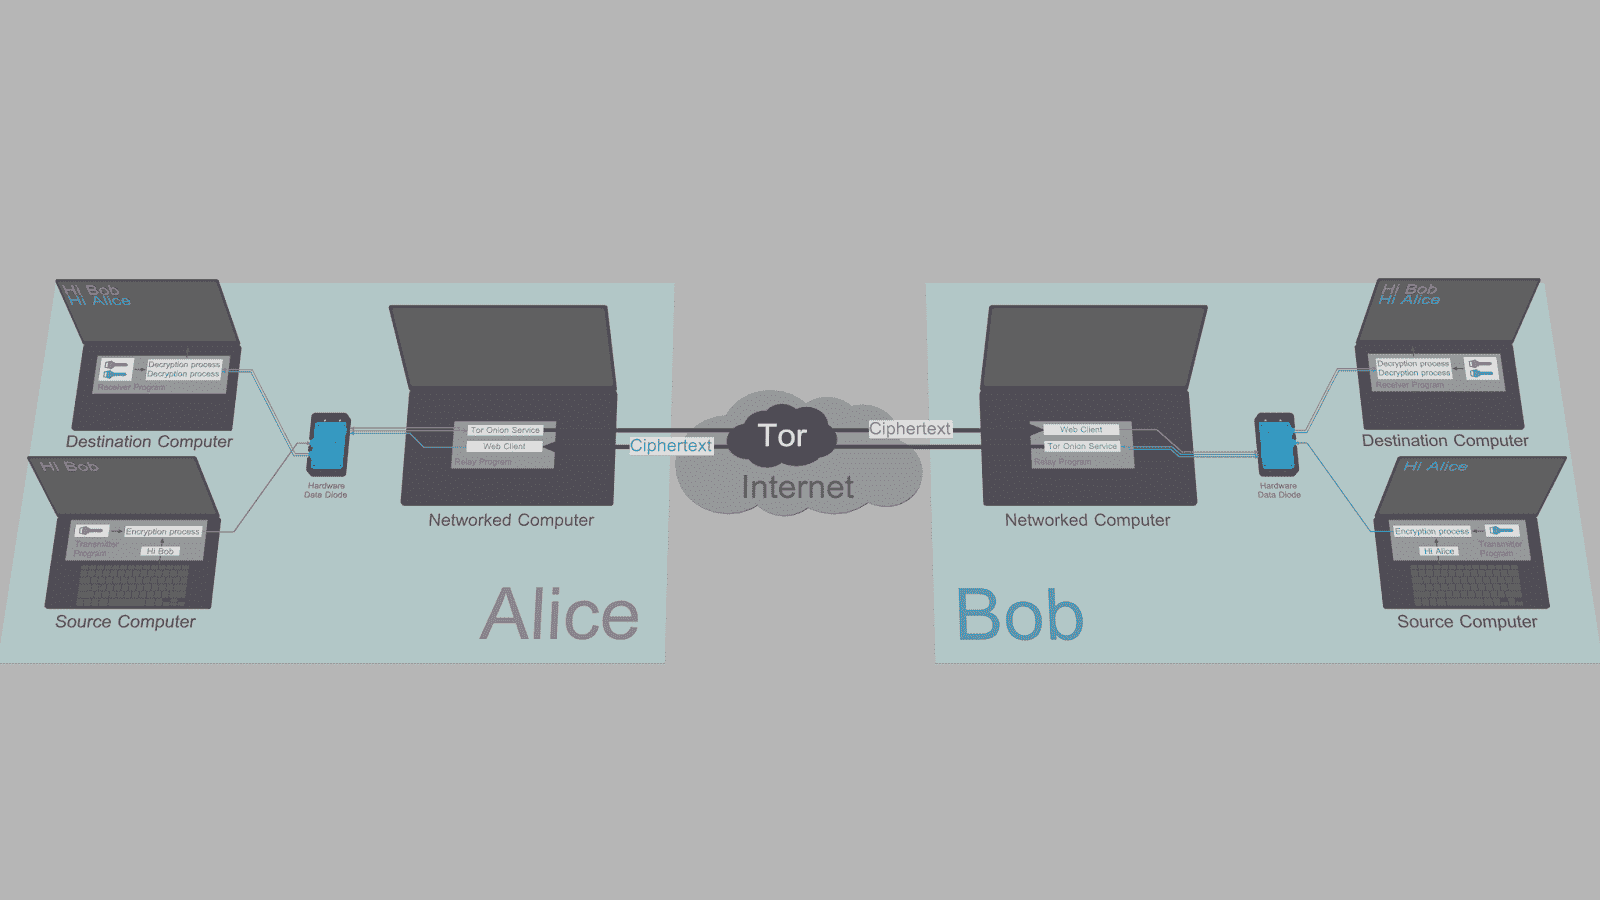 Hi Bob
Hi Alice
Decryption process
Decryption process
Receiver Program
Destination Computer
Hi Bob
Encryption process
Transmitter
Program
Hi Bob
Source Computer
Hardware
Data Diode
Tor Onion Service
Web Client
Relay Program
Networked Computer
Alice
Ciphertext
Tor
Internet
Ciphertext
Web Client
Tor Onion Service
Relay Program
Networked Computer
Bob
Hardware
Data Diode
Hi Bob
Hi Alice
Decryption process
Decryption process
Receiver Program
Destination Computer
Hi Alice
Encryption process
Hi Alice
Transmitter
Program
Source Computer